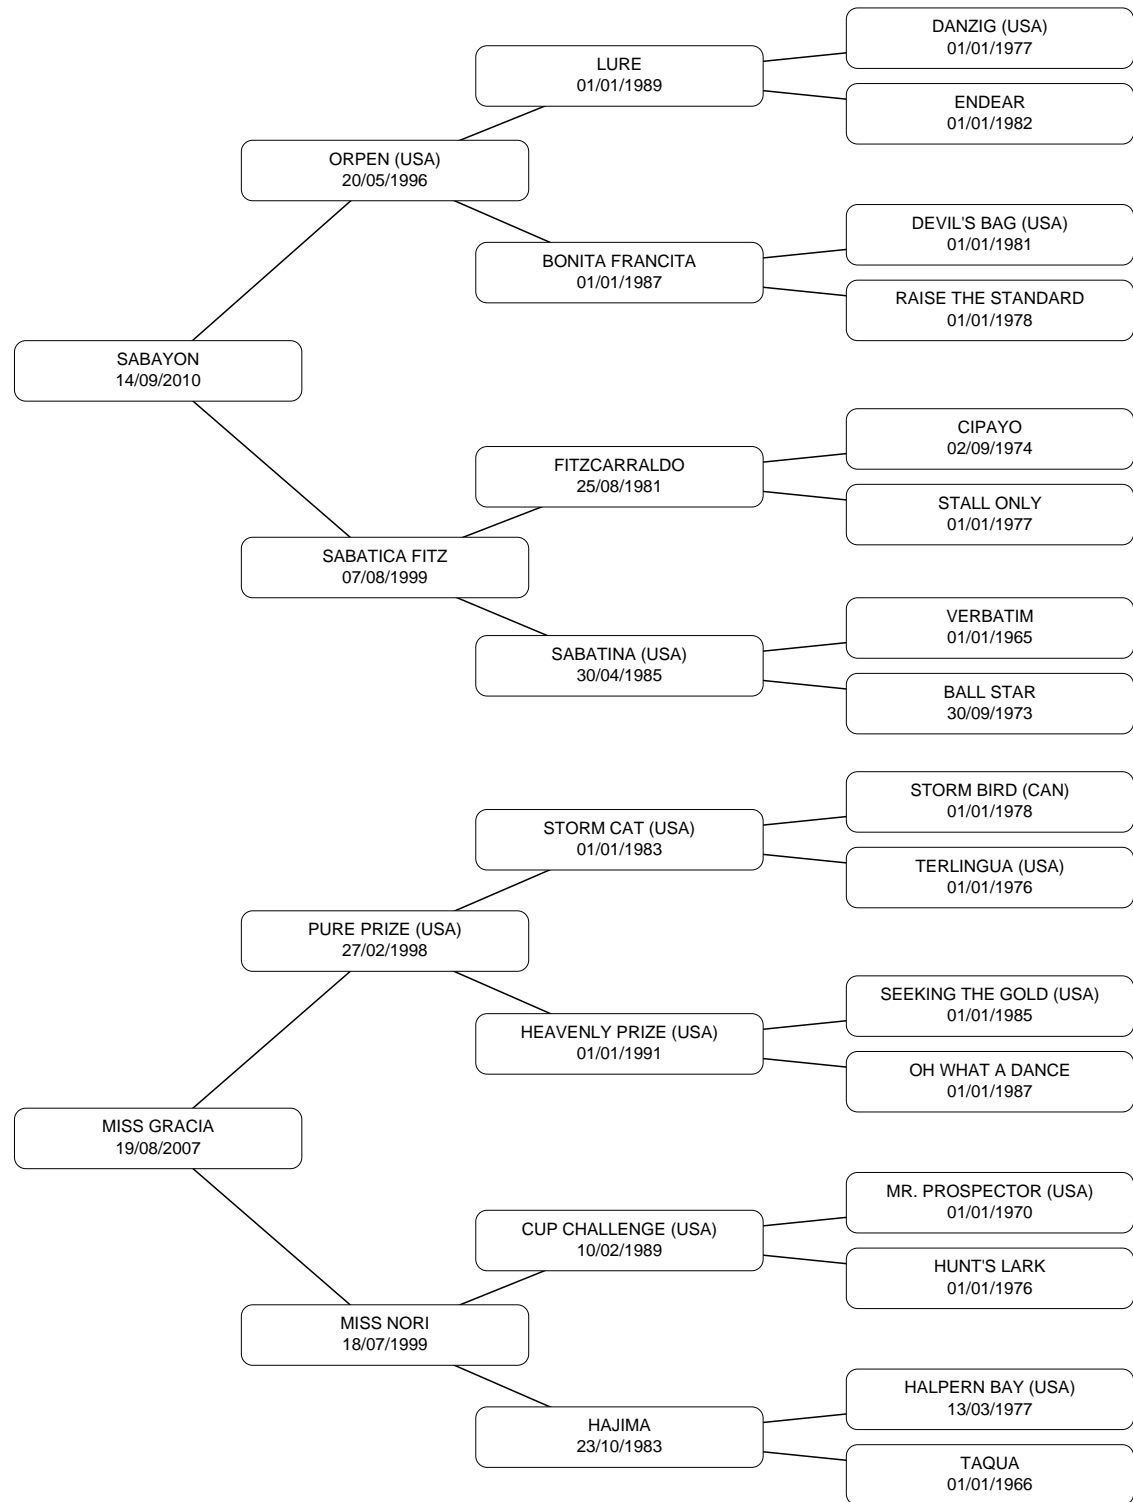 DANZIG (USA)
01/01/1977
LURE
01/01/1989
ENDEAR
01/01/1982
ORPEN (USA)
20/05/1996
DEVIL'S BAG (USA)
01/01/1981
BONITA FRANCITA
01/01/1987
RAISE THE STANDARD
01/01/1978
SABAYON
14/09/2010
CIPAYO
02/09/1974
FITZCARRALDO
25/08/1981
STALL ONLY
01/01/1977
SABATICA FITZ
07/08/1999
VERBATIM
01/01/1965
SABATINA (USA)
30/04/1985
BALL STAR
30/09/1973
STORM BIRD (CAN)
01/01/1978
STORM CAT (USA)
01/01/1983
TERLINGUA (USA)
01/01/1976
PURE PRIZE (USA)
27/02/1998
SEEKING THE GOLD (USA)
01/01/1985
HEAVENLY PRIZE (USA)
01/01/1991
OH WHAT A DANCE
01/01/1987
MISS GRACIA
19/08/2007
MR. PROSPECTOR (USA)
01/01/1970
CUP CHALLENGE (USA)
10/02/1989
HUNT'S LARK
01/01/1976
MISS NORI
18/07/1999
HALPERN BAY (USA)
13/03/1977
HAJIMA
23/10/1983
TAQUA
01/01/1966